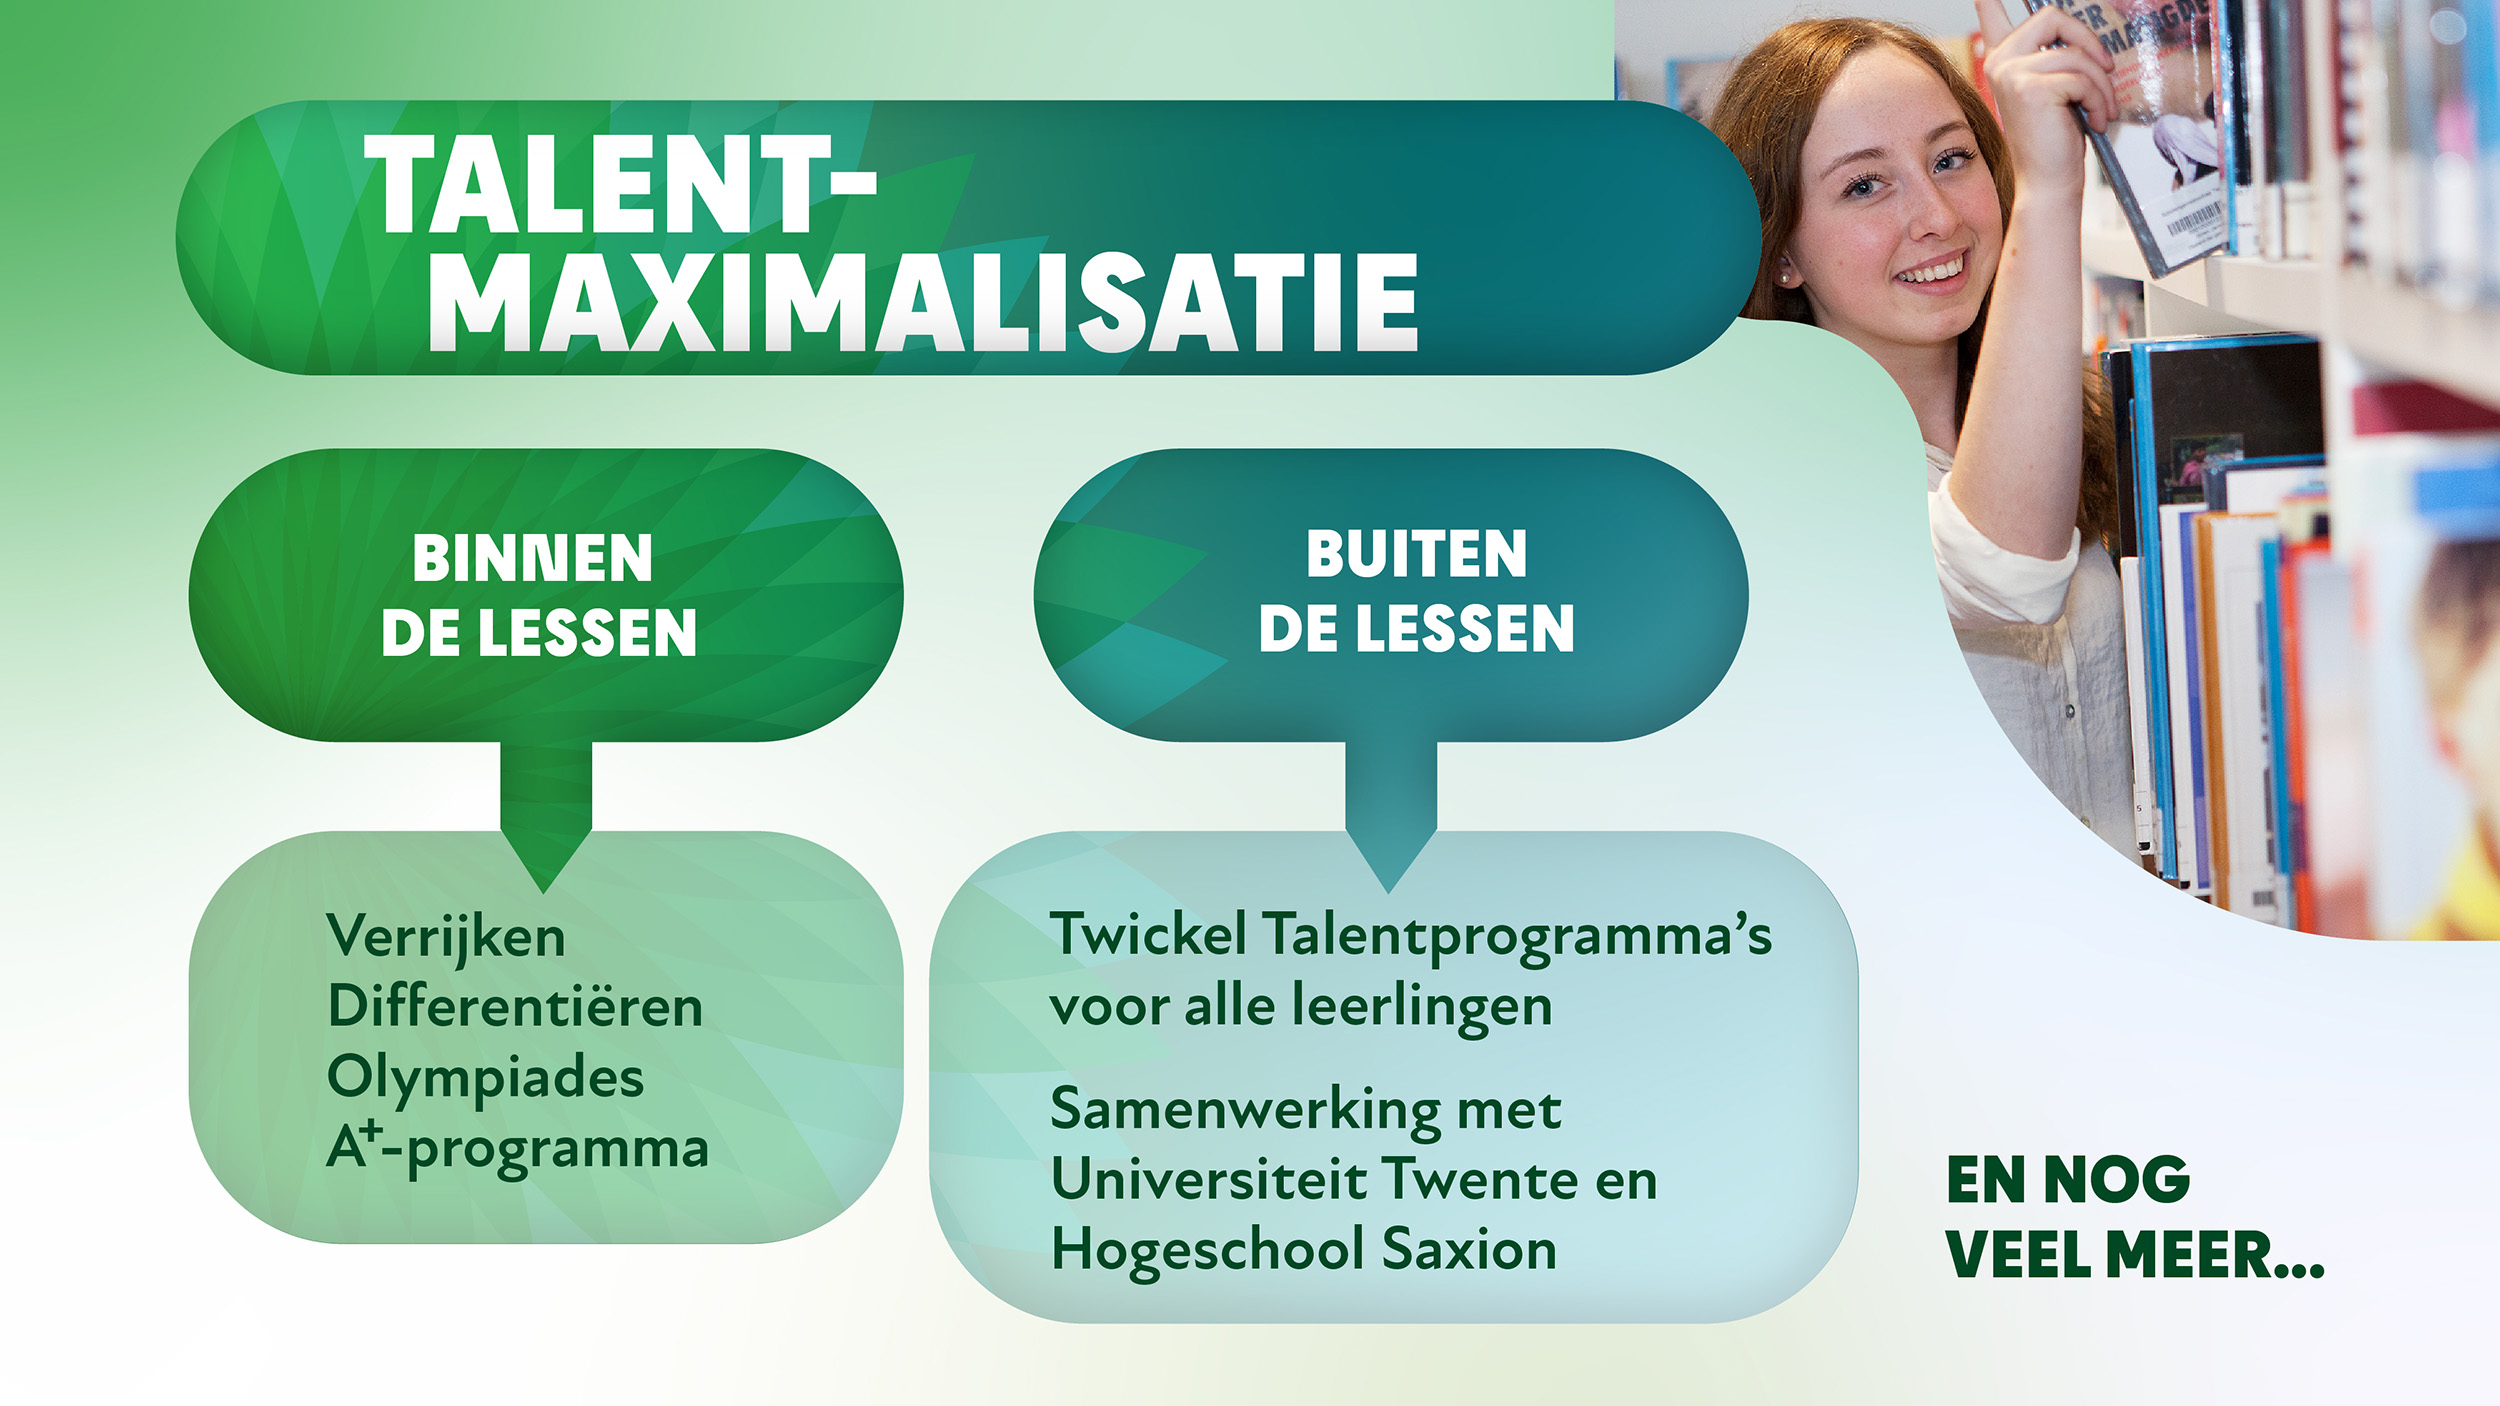 TALENT-
MAXIMALISATIE
BINNEN
DE LESSEN
BUITEN
DE LESSEN
Verrijken
Differentiëren
Olympiades
A⁺-programma
Twickel Talentprogramma’s
voor alle leerlingen
Samenwerking met
Universiteit Twente en
Hogeschool Saxion
EN NOG
VEEL MEER...